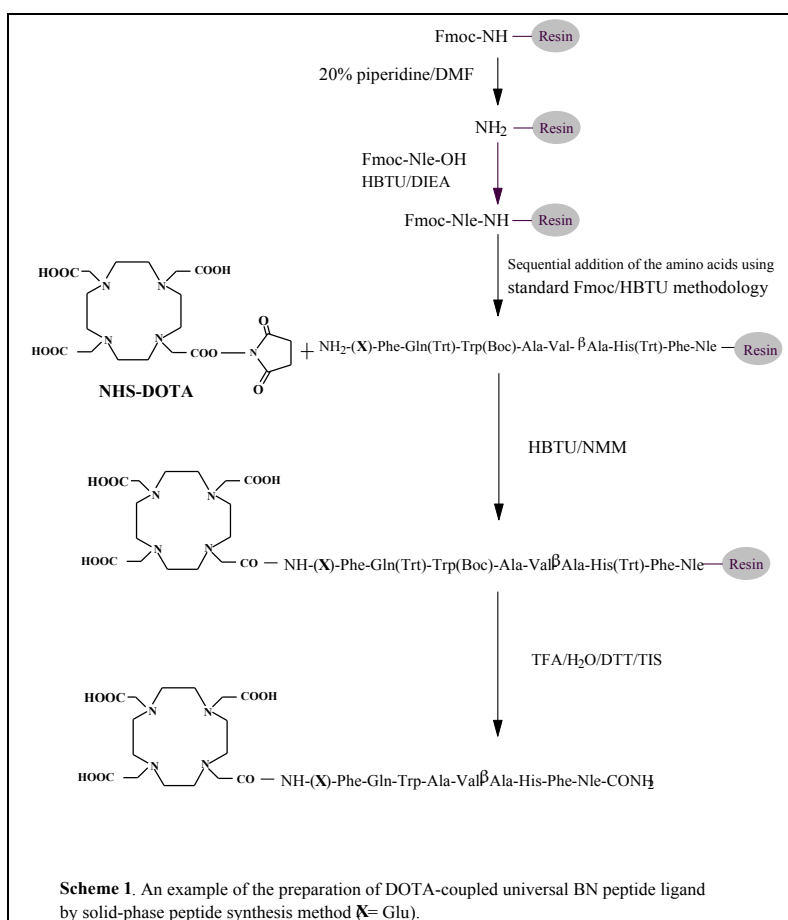 Fmoc-NH — Resin
20% piperidine/DMF
NH2 — Resin
Fmoc-Nle-OH
HBTU/DIEA
Fmoc-Nle-NH — Resin
Sequential addition of the amino acids using
standard Fmoc/HBTU methodology
HOOC
COOH
N
N
N
N
HOOC
COO
N
O
O
NHS-DOTA
+
NH2-(X)-Phe-Gln(Trt)-Trp(Boc)-Ala-Val- βAla-His(Trt)-Phe-Nle — Resin
HBTU/NMM
HOOC
COOH
N
N
N
N
HOOC
CO — NH-(X)-Phe-Gln(Trt)-Trp(Boc)-Ala-ValβAla-His(Trt)-Phe-Nle — Resin
TFA/H2O/DTT/TIS
HOOC
COOH
N
N
N
N
HOOC
CO — NH-(X)-Phe-Gln-Trp-Ala-ValβAla-His-Phe-Nle-CONH2
Scheme 1. An example of the preparation of DOTA-coupled universal BN peptide ligand
by solid-phase peptide synthesis method (X= Glu).